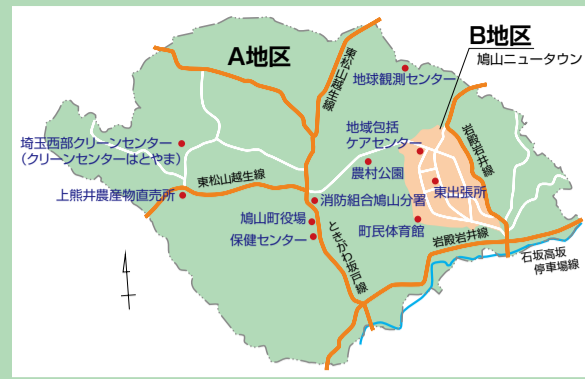 A地区
B地区
鳩山ニュータウン
東松山越生線
地球観測センター
岩殿岩井線
地域包括
ケアセンター
埼玉西部クリーンセンター
(クリーンセンターはとやま)
農村公園
東松山越生線
東出張所
上熊井農産物直売所
消防組合鳩山分署
鳩山町役場
町民体育館
岩殿岩井線
保健センター
ときがわ坂戸線
石坂高坂
停車場線